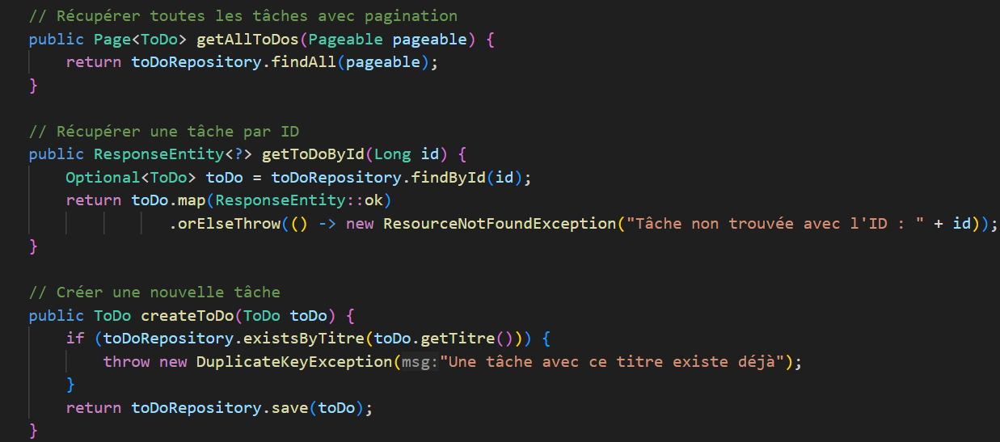 // Récupérer toutes les tâches avec pagination
public Page<ToDo> getAllToDos(Pageable pageable) {
return toDoRepository.findAll(pageable);
}
// Récupérer une tâche par ID
public ResponseEntity<?> getToDoById(Long id) {
Optional<ToDo> toDo = toDoRepository.findById(id);
return toDo.map(ResponseEntity::ok)
.orElseThrow(() -> new ResourceNotFoundException("Tâche non trouvée avec l'ID : " + id));
}
// Créer une nouvelle tâche
public ToDo createToDo(ToDo toDo) {
if (toDoRepository.existsByTitre(toDo.getTitre())) {
throw new DuplicateKeyException(msg:"Une tâche avec ce titre existe déjà");
}
return toDoRepository.save(toDo);
}